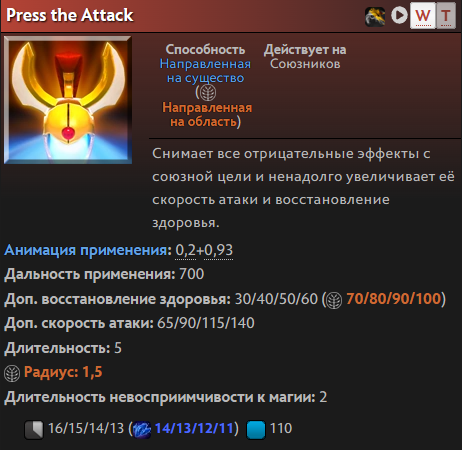 Press the Attack W T
Способность Действует на
Направленная Союзников
на существо
(
Направленная
на область)
Снимает все отрицательные эффекты с
союзной цели и ненадолго увеличивает её
скорость атаки и восстановление
здоровья.
Анимация применения: 0,2+0,93
Дальность применения: 700
Доп. восстановление здоровья: 30/40/50/60 ( 70/80/90/100)
Доп. скорость атаки: 65/90/115/140
Длительность: 5
Радиус: 1,5
Длительность невосприимчивости к магии: 2
16/15/14/13 ( 14/13/12/11) 110